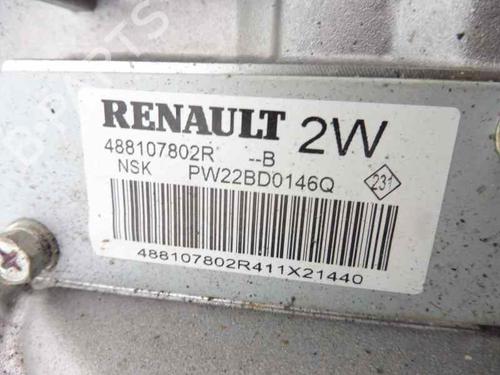 RENAULT 2W
488107802R --B
NSK PW22BD0146Q 231
488107802R411X21440